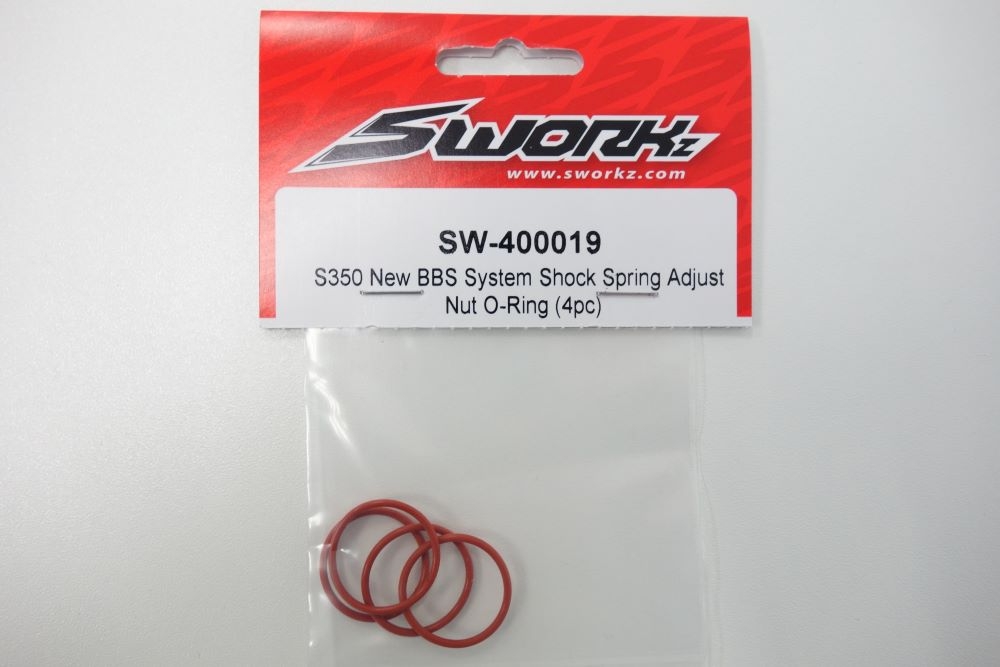 SWORKz
www.sworkz.com
SW-400019
S350 New BBS System Shock Spring Adjust
Nut O-Ring (4pc)